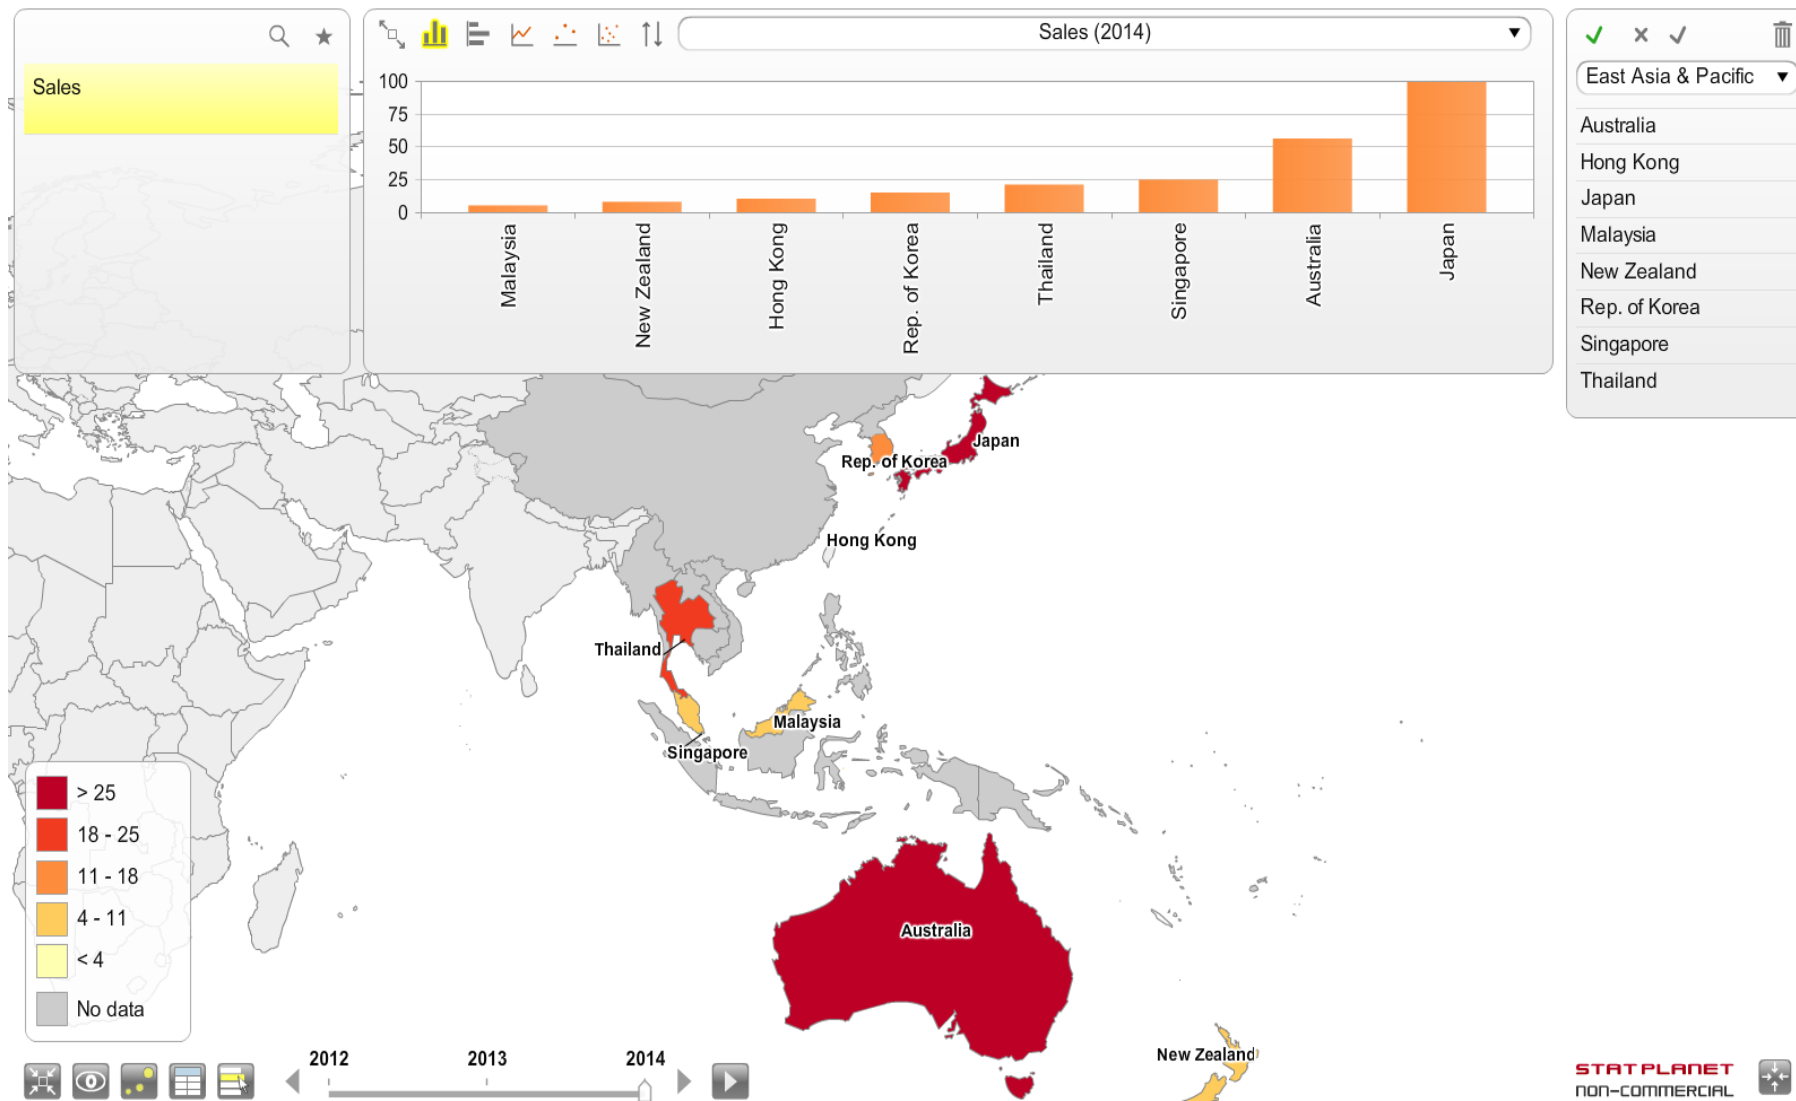 Sales
Sales (2014)
100
75
50
25
0
Malaysia
New Zealand
Hong Kong
Rep. of Korea
Thailand
Singapore
Australia
Japan
East Asia & Pacific
Australia
Hong Kong
Japan
Malaysia
New Zealand
Rep. of Korea
Singapore
Thailand
Japan
Rep. of Korea
Hong Kong
Thailand
Malaysia
Singapore
Australia
New Zealand
> 25
18 - 25
11 - 18
4 - 11
< 4
No data
2012
2013
2014
STATPLANET
NON-COMMERCIAL